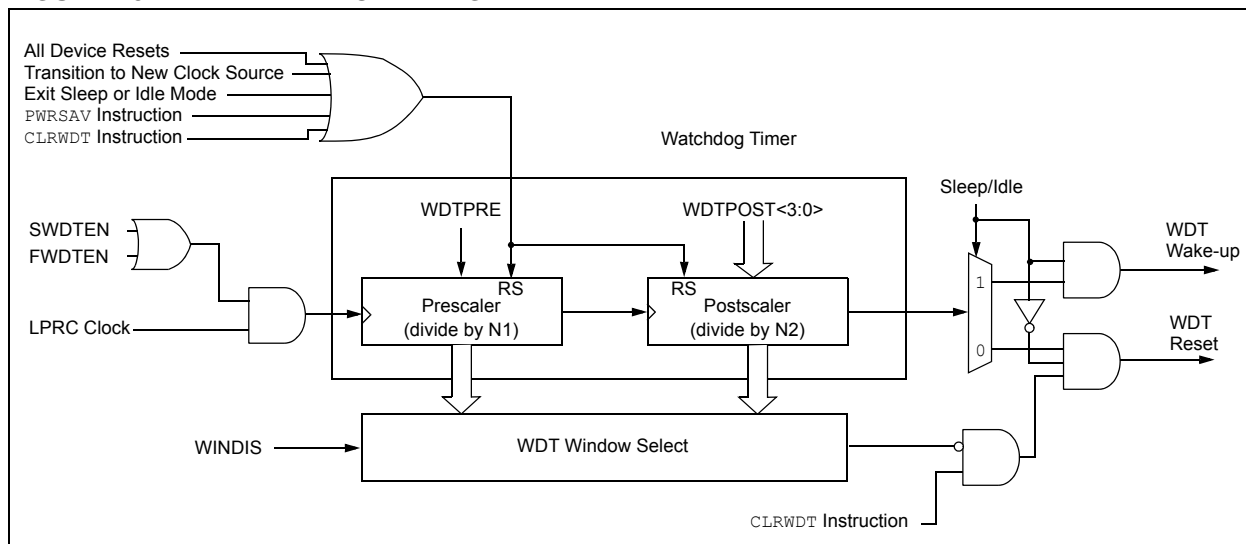 All Device Resets
Transition to New Clock Source
Exit Sleep or Idle Mode
PWRSAV Instruction
CLRWDT Instruction
Watchdog Timer
Sleep/Idle
WDTPRE
WDTPOST<3:0>
SWDTEN
FWDTEN
WDT
Wake-up
RS
RS
1
Prescaler
(divide by N1)
Postscaler
(divide by N2)
LPRC Clock
0
WDT
Reset
WINDIS
WDT Window Select
CLRWDT Instruction